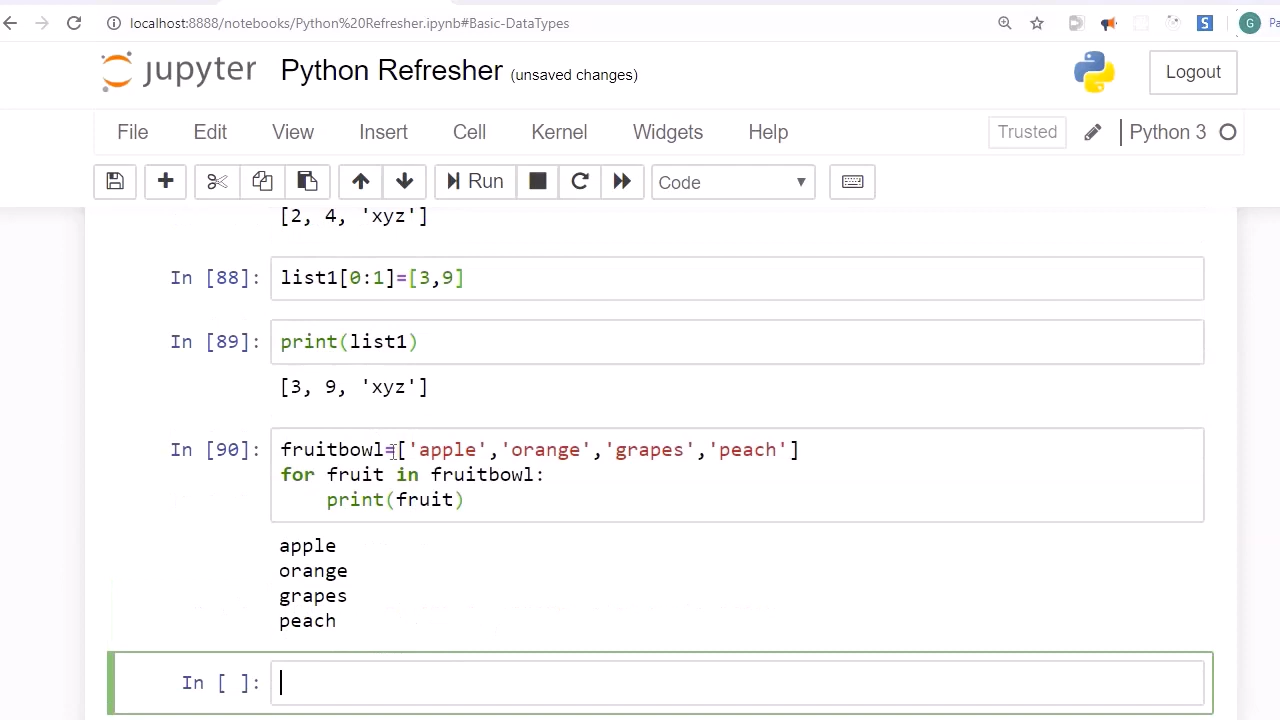 localhost:8888/notebooks/Python%20Refresher.ipynb#Basic-DataTypes
S
G
Pa
jupyter Python Refresher (unsaved changes) Logout
File Edit View Insert Cell Kernel Widgets Help Trusted Python 3
Run Code
[2, 4, 'xyz']
In [88]: list1[0:1]=[3,9]
In [89]: print(list1)
[3, 9, 'xyz']
In [90]: fruitbowl=['apple','orange','grapes','peach']
for fruit in fruitbowl:
print(fruit)
apple
orange
grapes
peach
In [ ]: